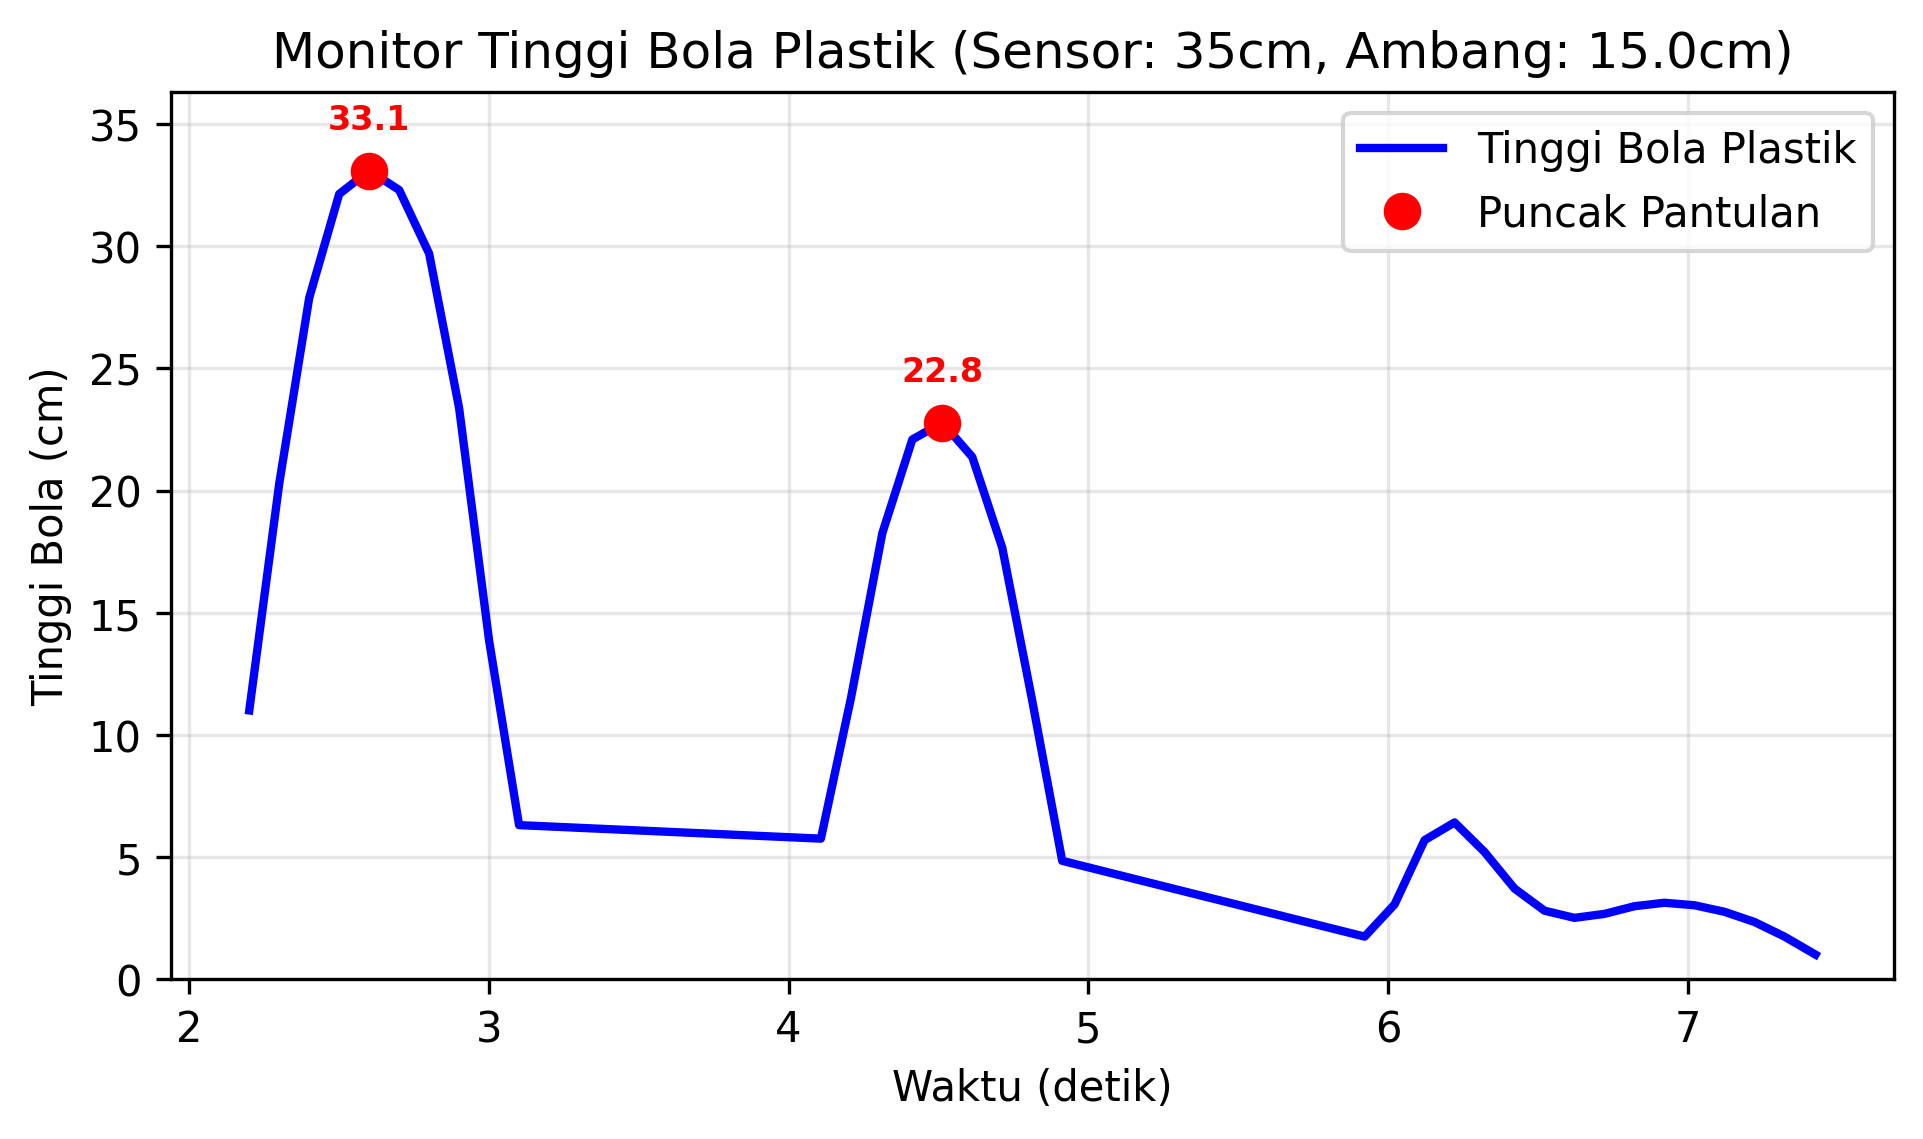 Monitor Tinggi Bola Plastik (Sensor: 35cm, Ambang: 15.0cm)
33.1
22.8
Tinggi Bola Plastik
Puncak Pantulan
Tinggi Bola (cm)
35
30
25
20
15
10
5
0
2 3 4 5 6 7
Waktu (detik)